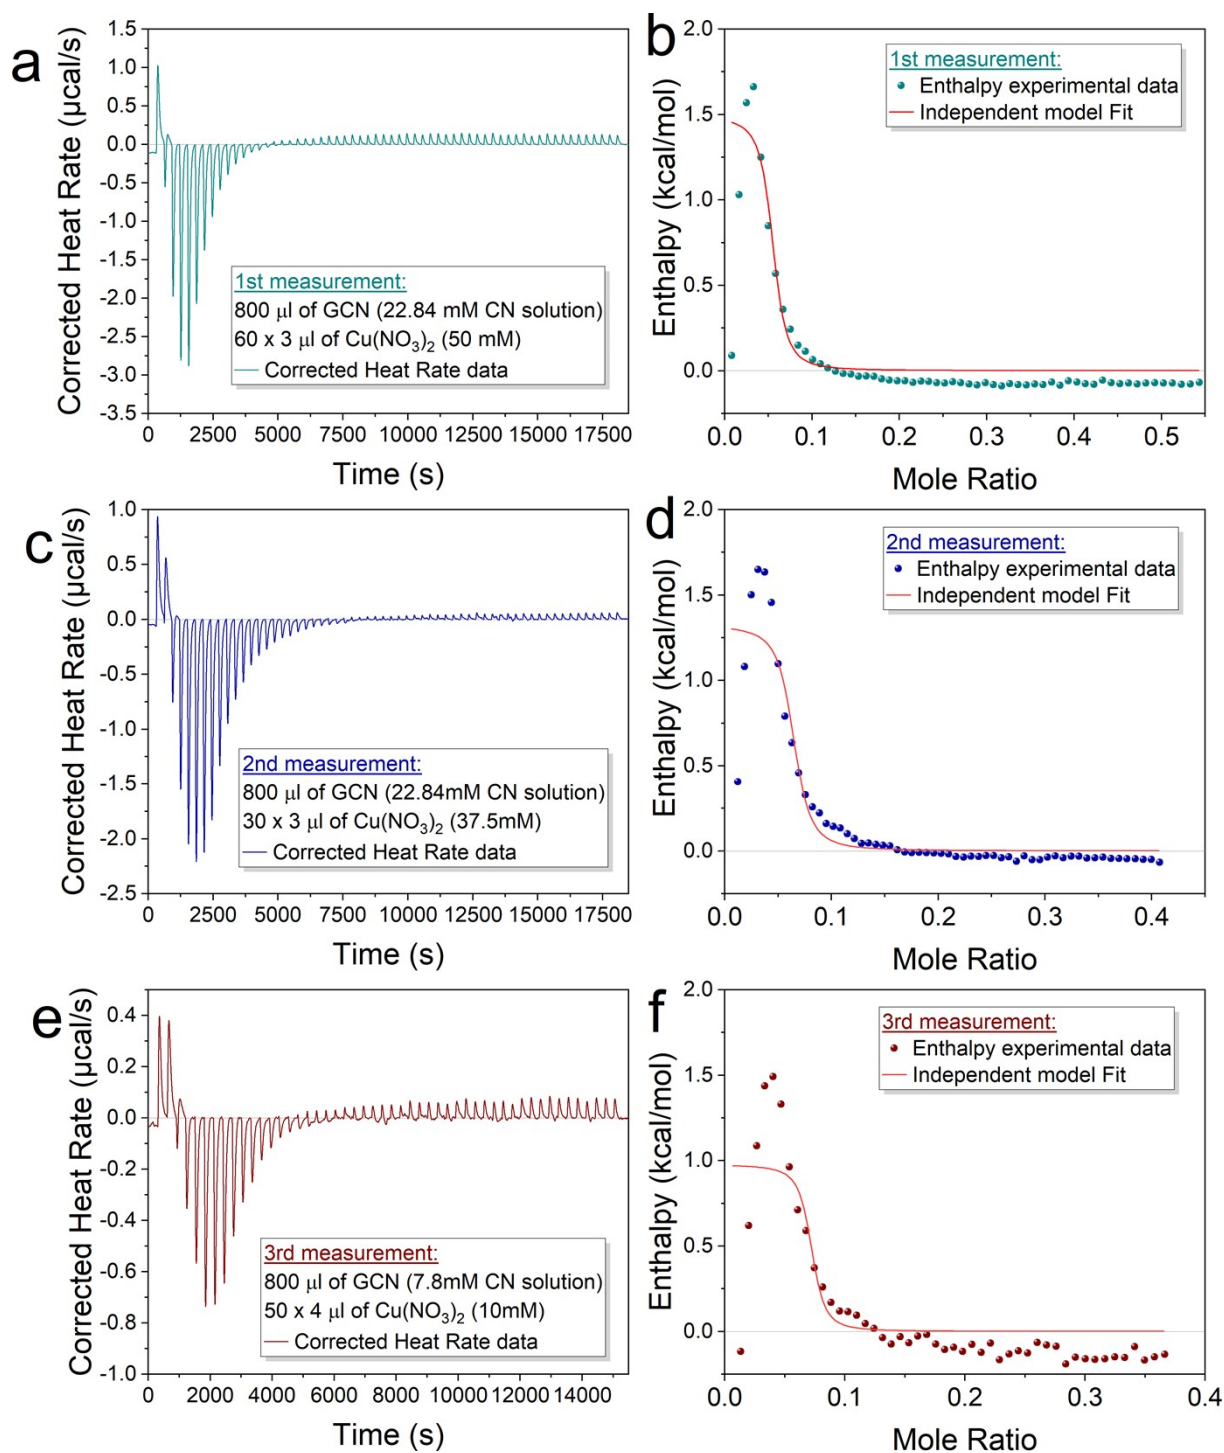 a
1.5
1.0
0.5
0.0
-0.5
-1.0
-1.5
-2.0
-2.5
-3.0
-3.5
Corrected Heat Rate (µcal/s)
1st measurement:
800 µl of GCN (22.84 mM CN solution)
60 x 3 µl of Cu(NO₃)₂ (50 mM)
Corrected Heat Rate data
0 2500 5000 7500 10000 12500 15000 17500
Time (s)
b
2.0
1.5
1.0
0.5
0.0
Enthalpy (kcal/mol)
1st measurement:
Enthalpy experimental data
Independent model Fit
0.0 0.1 0.2 0.3 0.4 0.5
Mole Ratio
c
1.0
0.5
0.0
-0.5
-1.0
-1.5
-2.0
-2.5
Corrected Heat Rate (µcal/s)
2nd measurement:
800 µl of GCN (22.84mM CN solution)
30 x 3 µl of Cu(NO₃)₂ (37.5mM)
Corrected Heat Rate data
0 2500 5000 7500 10000 12500 15000 17500
Time (s)
d
2.0
1.5
1.0
0.5
0.0
Enthalpy (kcal/mol)
2nd measurement:
Enthalpy experimental data
Independent model Fit
0.0 0.1 0.2 0.3 0.4
Mole Ratio
e
0.4
0.2
0.0
-0.2
-0.4
-0.6
-0.8
-1.0
Corrected Heat Rate (µcal/s)
3rd measurement:
800 µl of GCN (7.8mM CN solution)
50 x 4 µl of Cu(NO₃)₂ (10mM)
Corrected Heat Rate data
0 2000 4000 6000 8000 10000 12000 14000
Time (s)
f
2.0
1.5
1.0
0.5
0.0
Enthalpy (kcal/mol)
3rd measurement:
Enthalpy experimental data
Independent model Fit
0.0 0.1 0.2 0.3 0.4
Mole Ratio